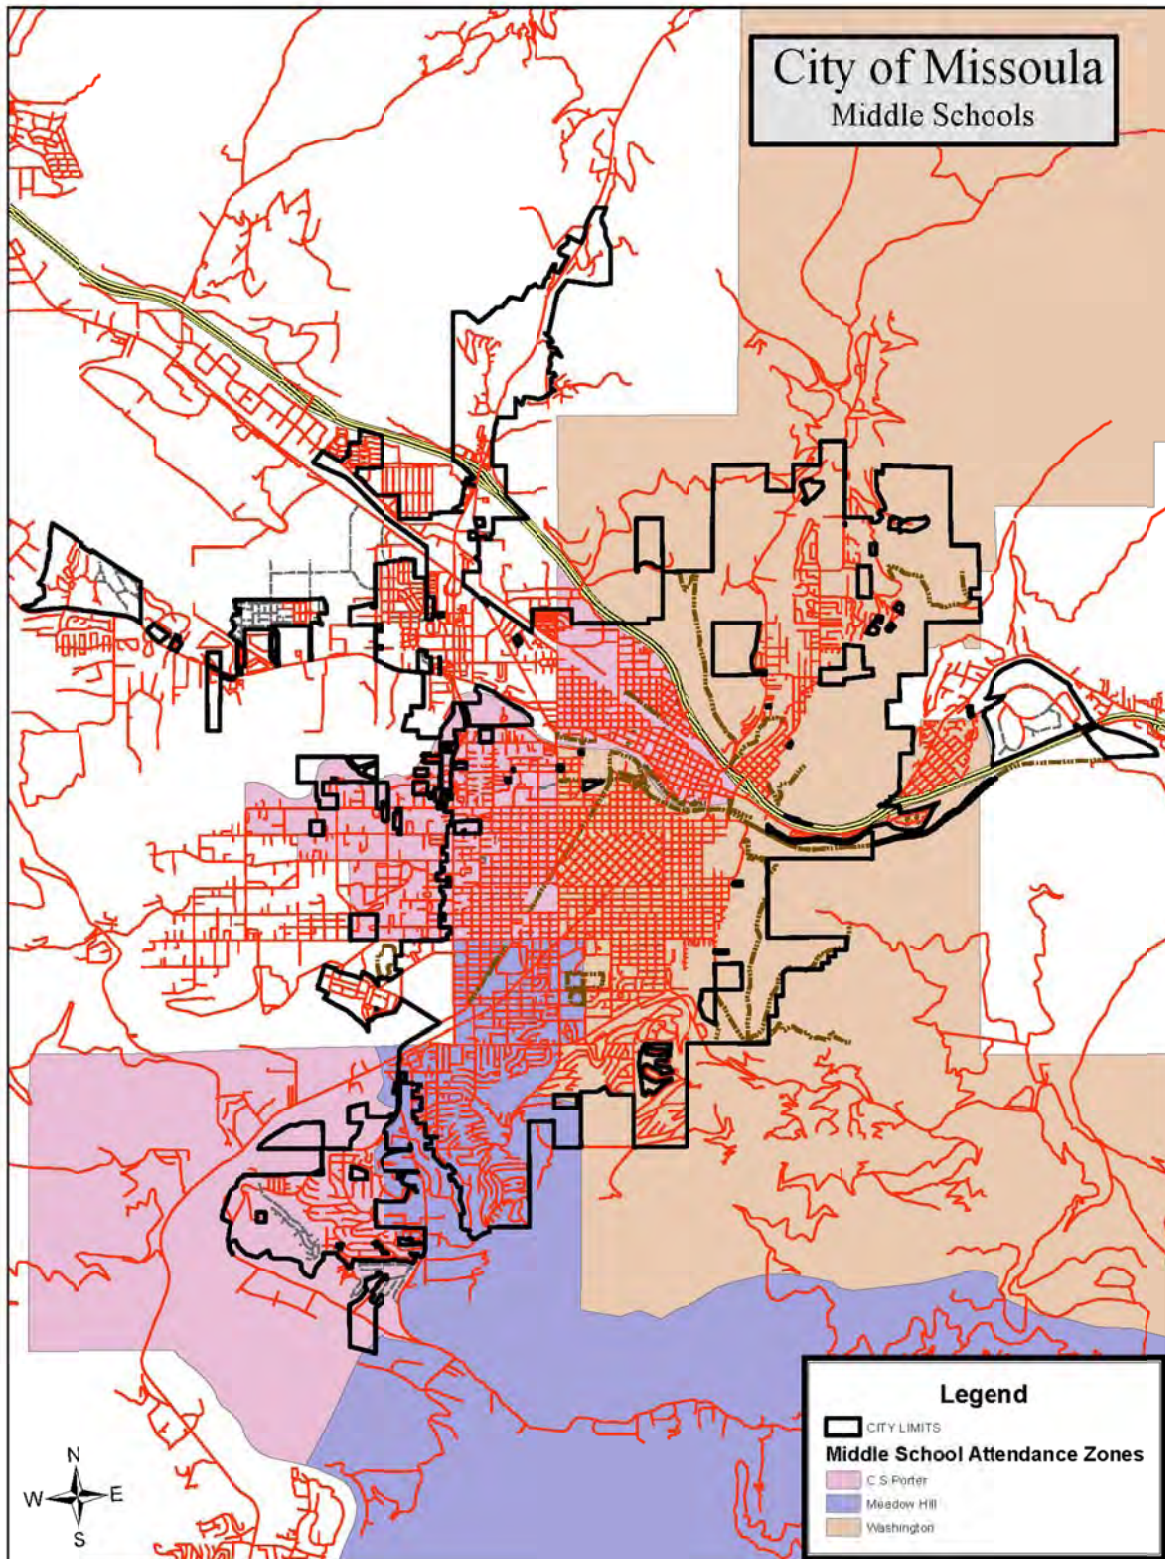 City of Missoula
Middle Schools
Legend
CITY LIMITS
Middle School Attendance Zones
C S Porter
Meadow Hill
Washington
N
W E
S